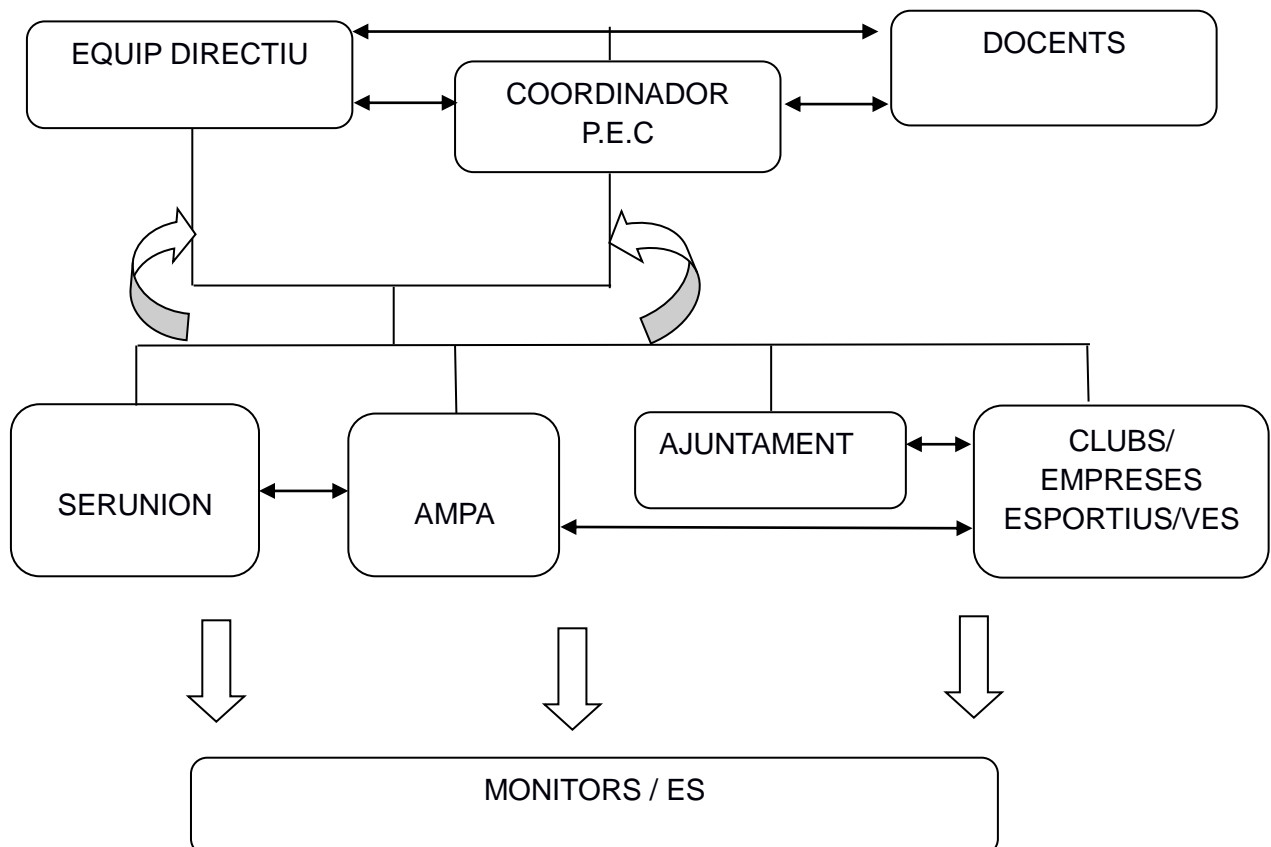 EQUIP DIRECTIU
DOCENTS
COORDINADOR
P.E.C
SERUNION
AMPA
AJUNTAMENT
CLUBS/
EMPRESES
ESPORTIUS/VES
MONITORS / ES